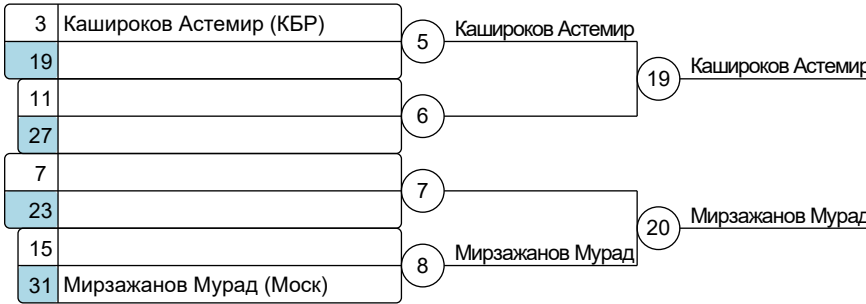 3 Кашироков Астемир (КБР)
19
5 Кашироков Астемир
11
27
6
19 Кашироков Астемир
7
23
7
15
31 Мирзажанов Мурад (Моск)
8 Мирзажанов Мурад
20 Мирзажанов Мурад